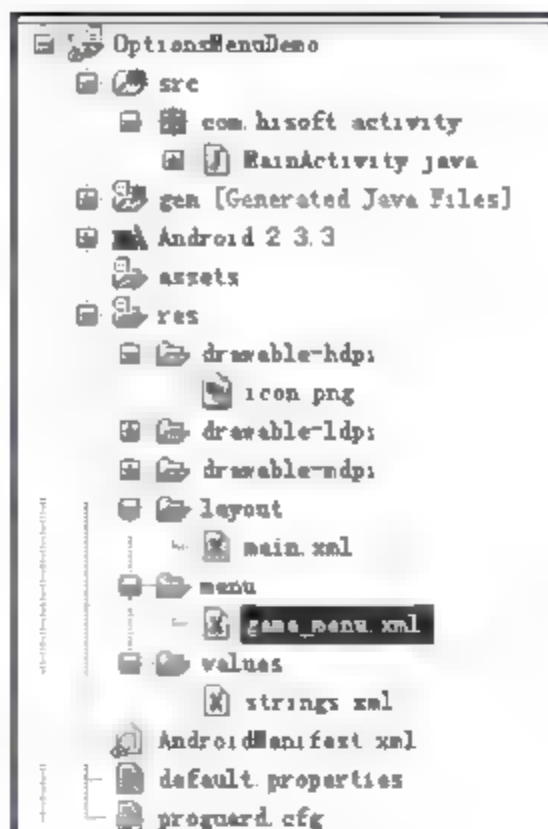 OptionsMenuDemo
src
com.hisoft.activity
MainActivity.java
gen [Generated Java Files]
Android 2.3.3
assets
res
drawable-hdpi
icon.png
drawable-ldpi
drawable-mdpi
layout
main.xml
menu
game_menu.xml
values
strings.xml
AndroidManifest.xml
default.properties
proguard.cfg